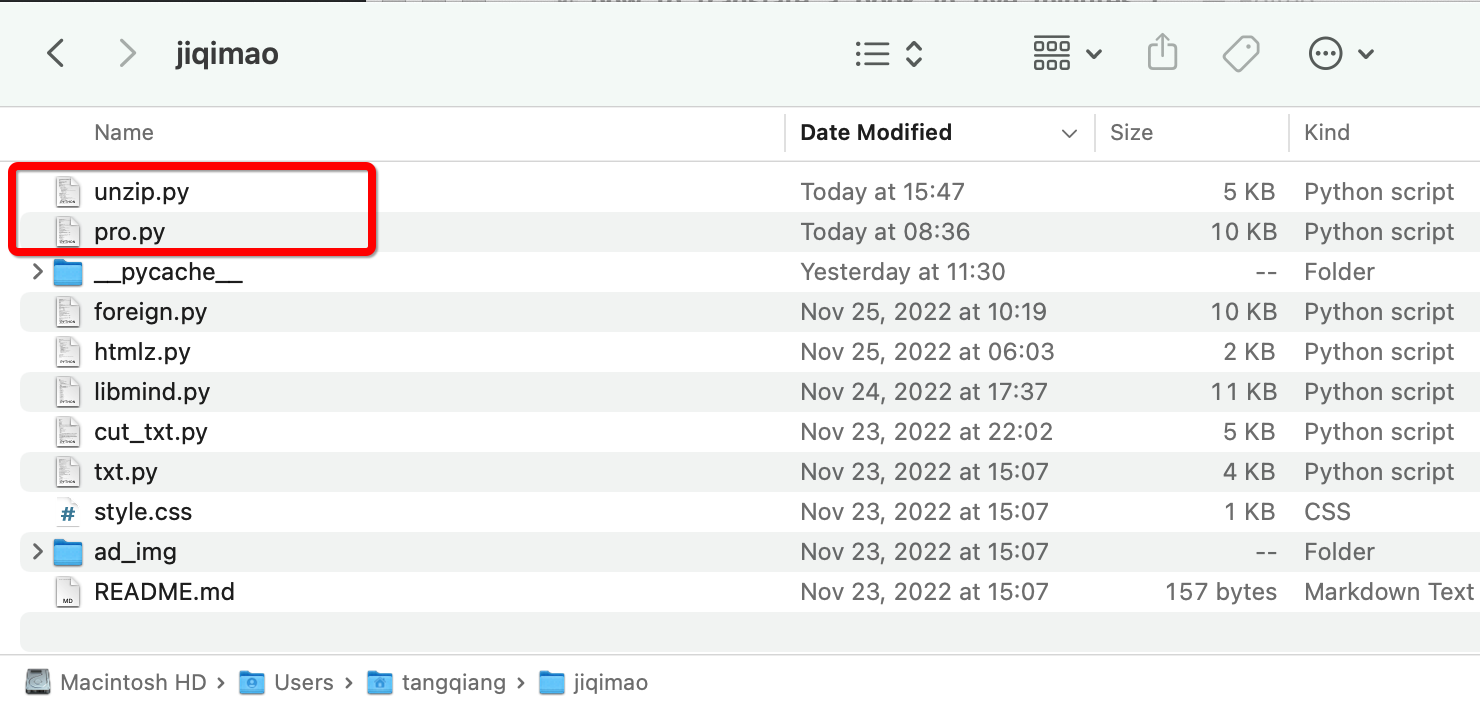 jiqimao
Name Date Modified Size Kind
unzip.py Today at 15:47 5 KB Python script
pro.py Today at 08:36 10 KB Python script
__pycache__ Yesterday at 11:30 -- Folder
foreign.py Nov 25, 2022 at 10:19 10 KB Python script
htmlz.py Nov 25, 2022 at 06:03 2 KB Python script
libmind.py Nov 24, 2022 at 17:37 11 KB Python script
cut_txt.py Nov 23, 2022 at 22:02 5 KB Python script
txt.py Nov 23, 2022 at 15:07 4 KB Python script
style.css Nov 23, 2022 at 15:07 1 KB CSS
ad_img Nov 23, 2022 at 15:07 -- Folder
README.md Nov 23, 2022 at 15:07 157 bytes Markdown Text
Macintosh HD › Users › tangqiang › jiqimao